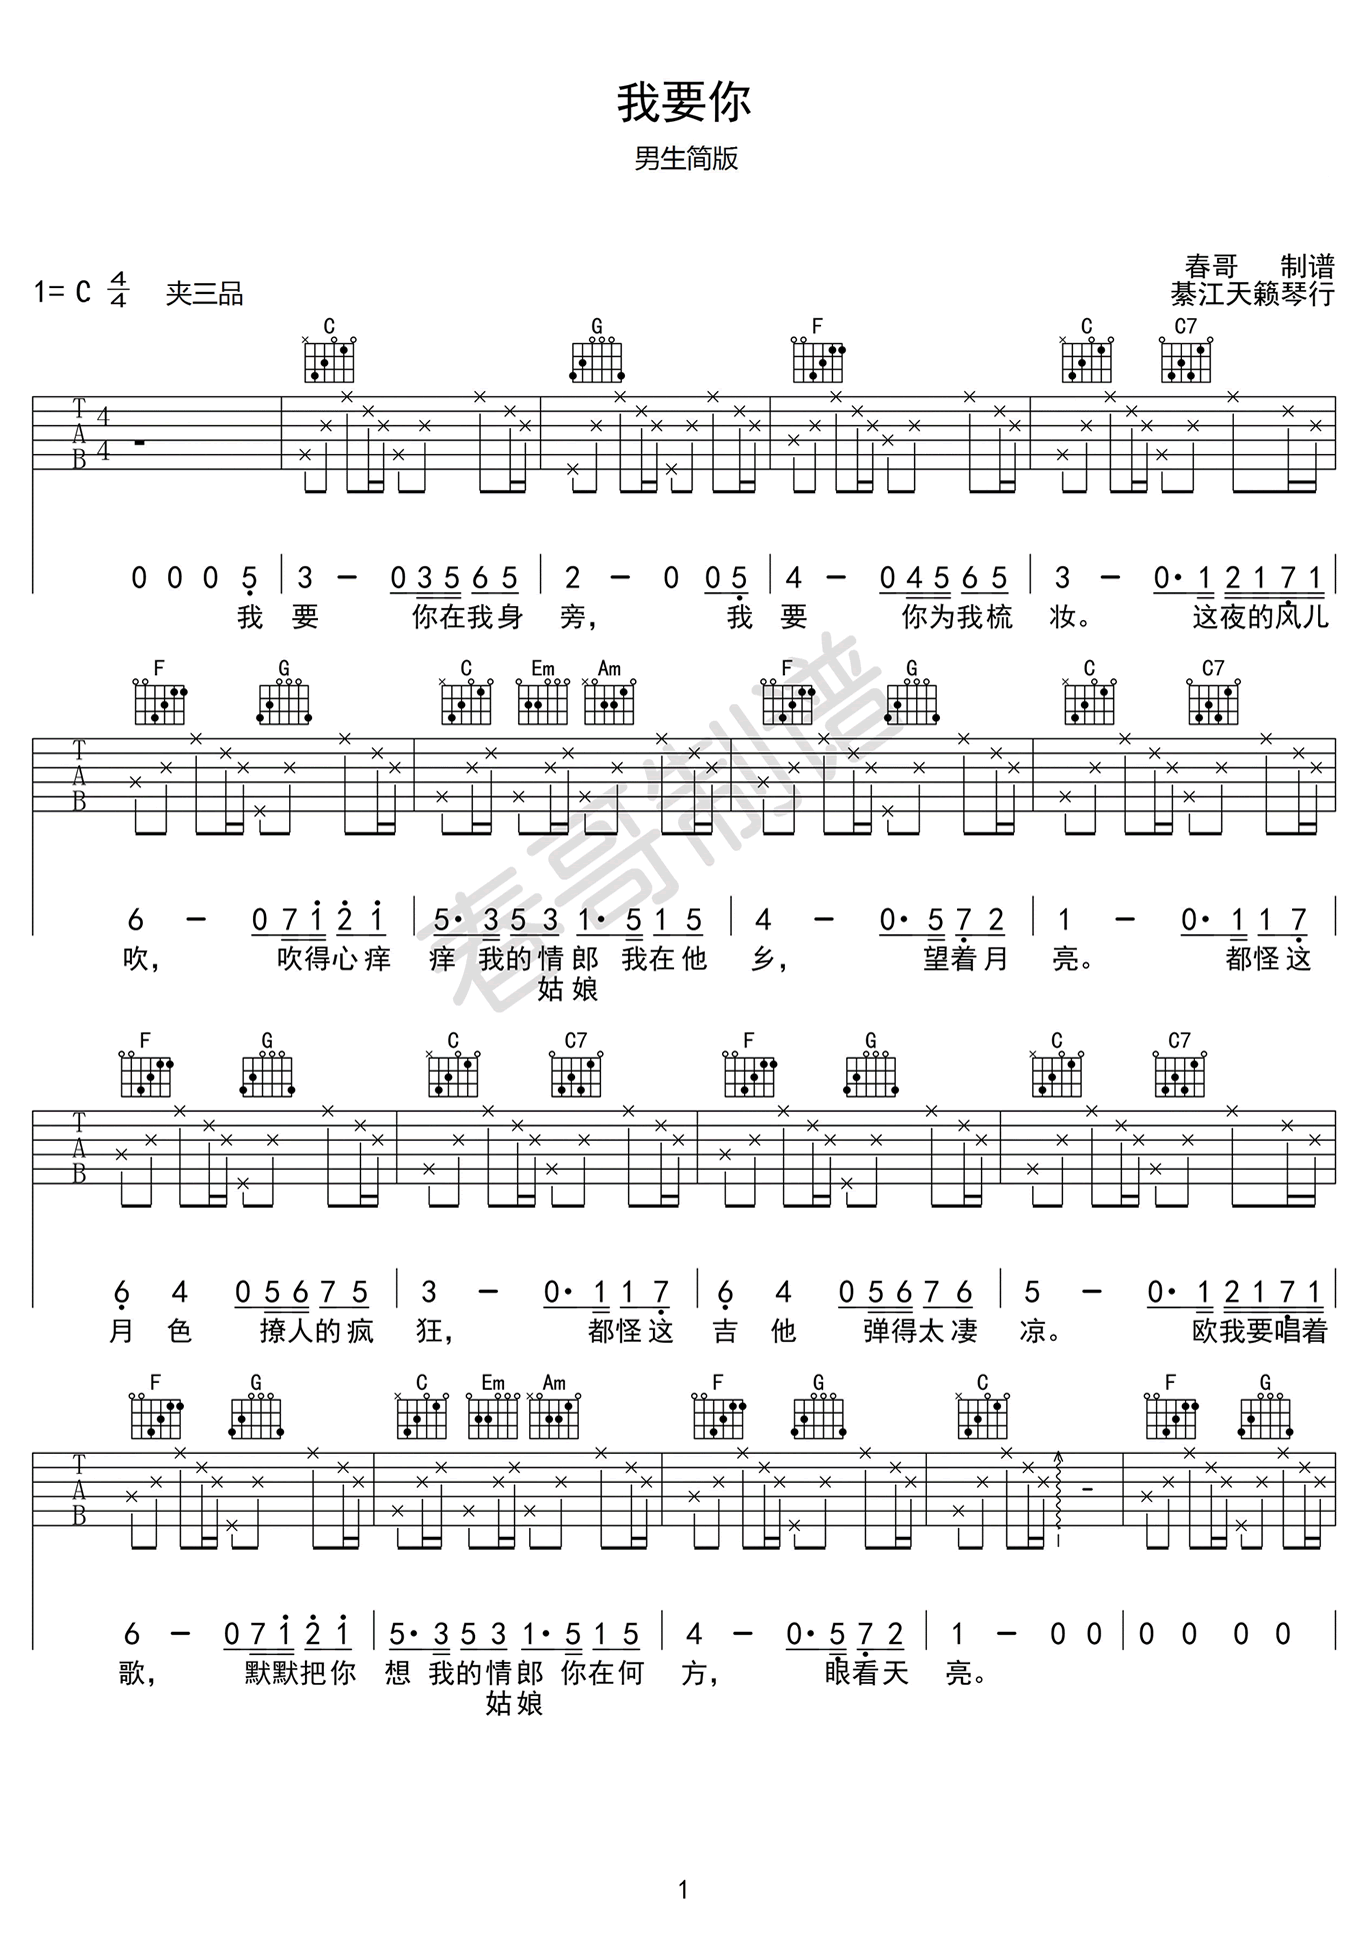 我要你
男生简版
春哥 制谱
1= C 4/4 夹三品
綦江天籁琴行
C G F C C7
T A B 4 4
0 0 0 5 | 3 - 0 3 5 6 5 | 2 - 0 0 5 | 4 - 0 4 5 6 5 | 3 - 0· 1 2 1 7 1
我 要 你在我身 旁， 我 要 你为我梳 妆。 这夜的风儿
F G C Em Am F G C C7
T A B
6 - 0 7 1 2 1 | 5· 3 5 3 1· 5 1 5 | 4 - 0· 5 7 2 | 1 - 0· 1 1 7
吹， 吹得心痒 痒 我的情郎 我在他 乡， 望着月 亮。 都怪这
姑娘
春哥制谱
F G C C7 F G C C7
T A B
6 4 0 5 6 7 5 | 3 - 0· 1 1 7 | 6 4 0 5 6 7 6 | 5 - 0· 1 2 1 7 1
月 色 撩人的疯 狂， 都怪这 吉 他 弹得太凄 凉。 欧我要唱着
F G C Em Am F G C F G
T A B
6 - 0 7 1 2 1 | 5· 3 5 3 1· 5 1 5 | 4 - 0· 5 7 2 | 1 - 0 0 | 0 0 0 0
歌， 默默把你 想 我的情郎 你在何 方， 眼看天 亮。
姑娘
1